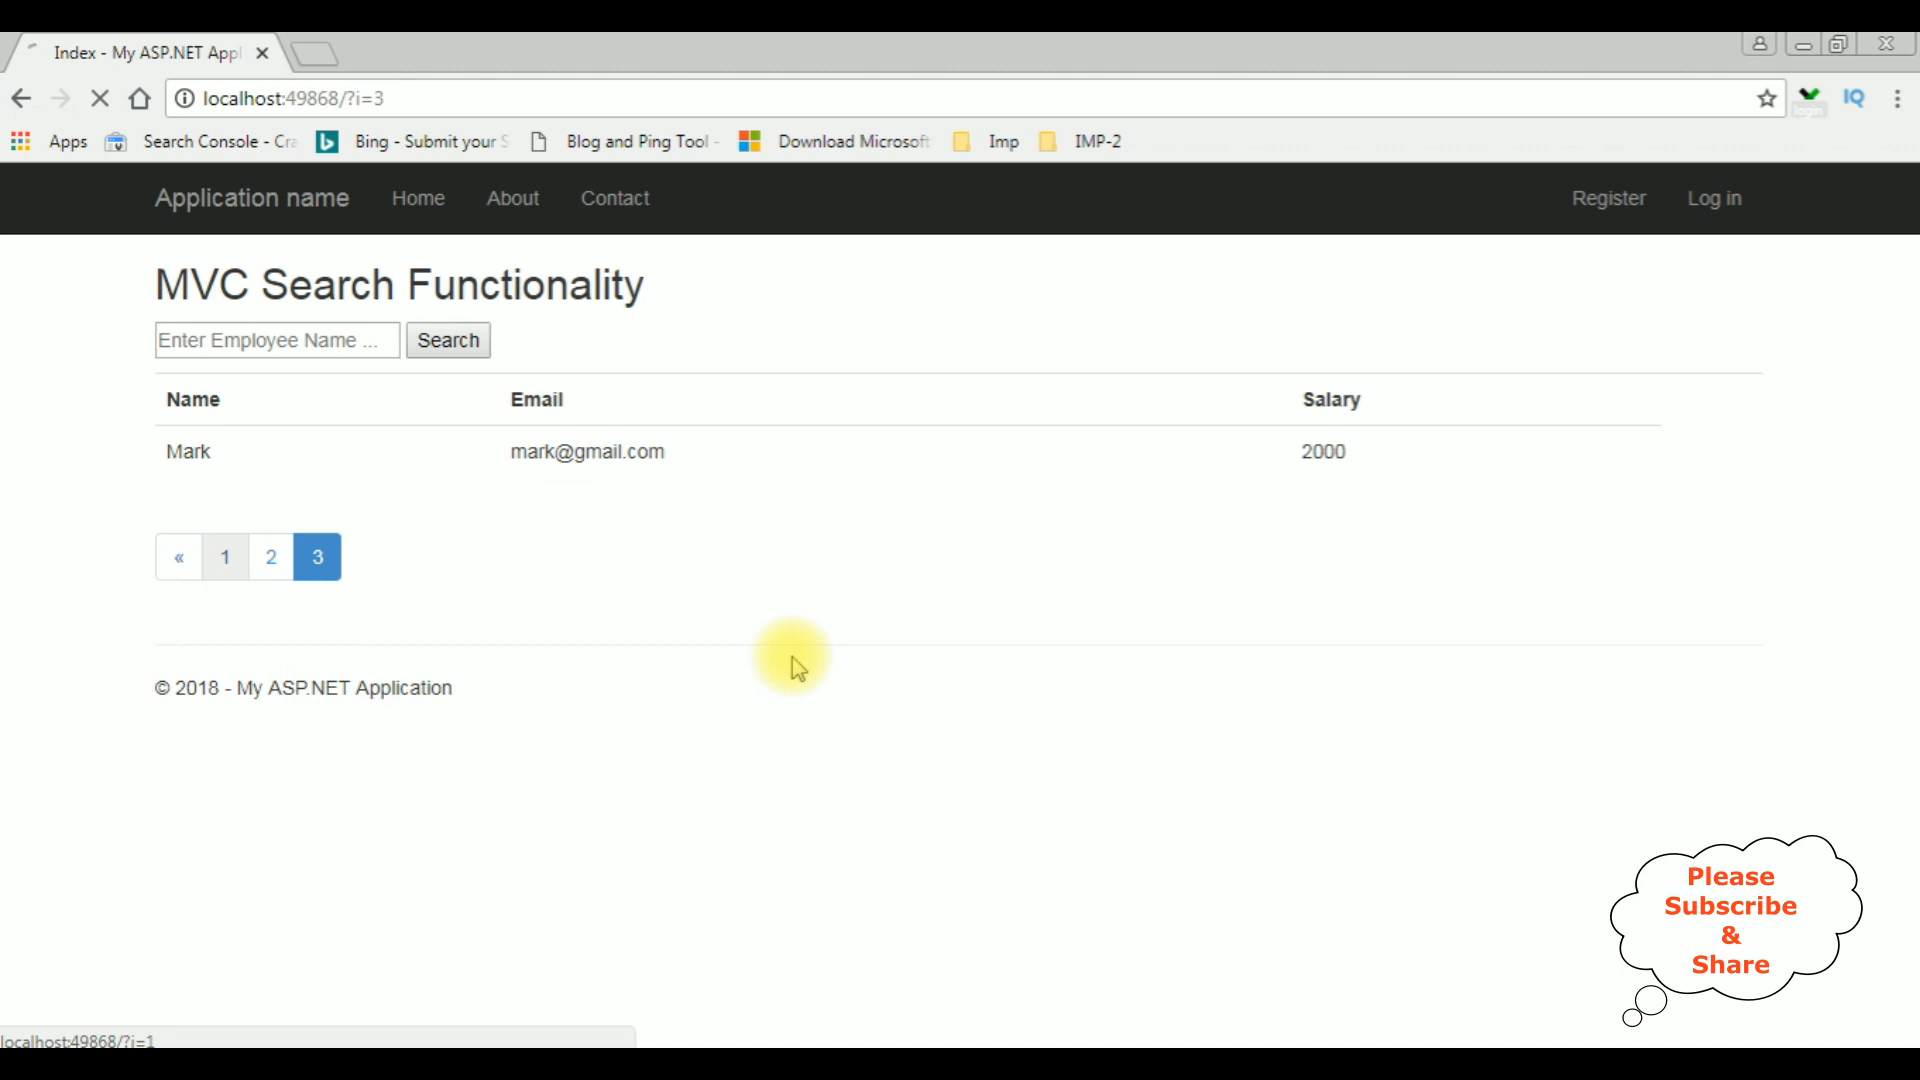 Index - My ASP.NET Appl
localhost:49868/?i=3
Apps Search Console - Cra Bing - Submit your S Blog and Ping Tool - Download Microsoft Imp IMP-2
IQ
Application name Home About Contact Register Log in
MVC Search Functionality
Enter Employee Name ... Search
Name Email Salary
Mark mark@gmail.com 2000
« 1 2 3
© 2018 - My ASP.NET Application
Please
Subscribe
&
Share
localhost:49868/?i=1